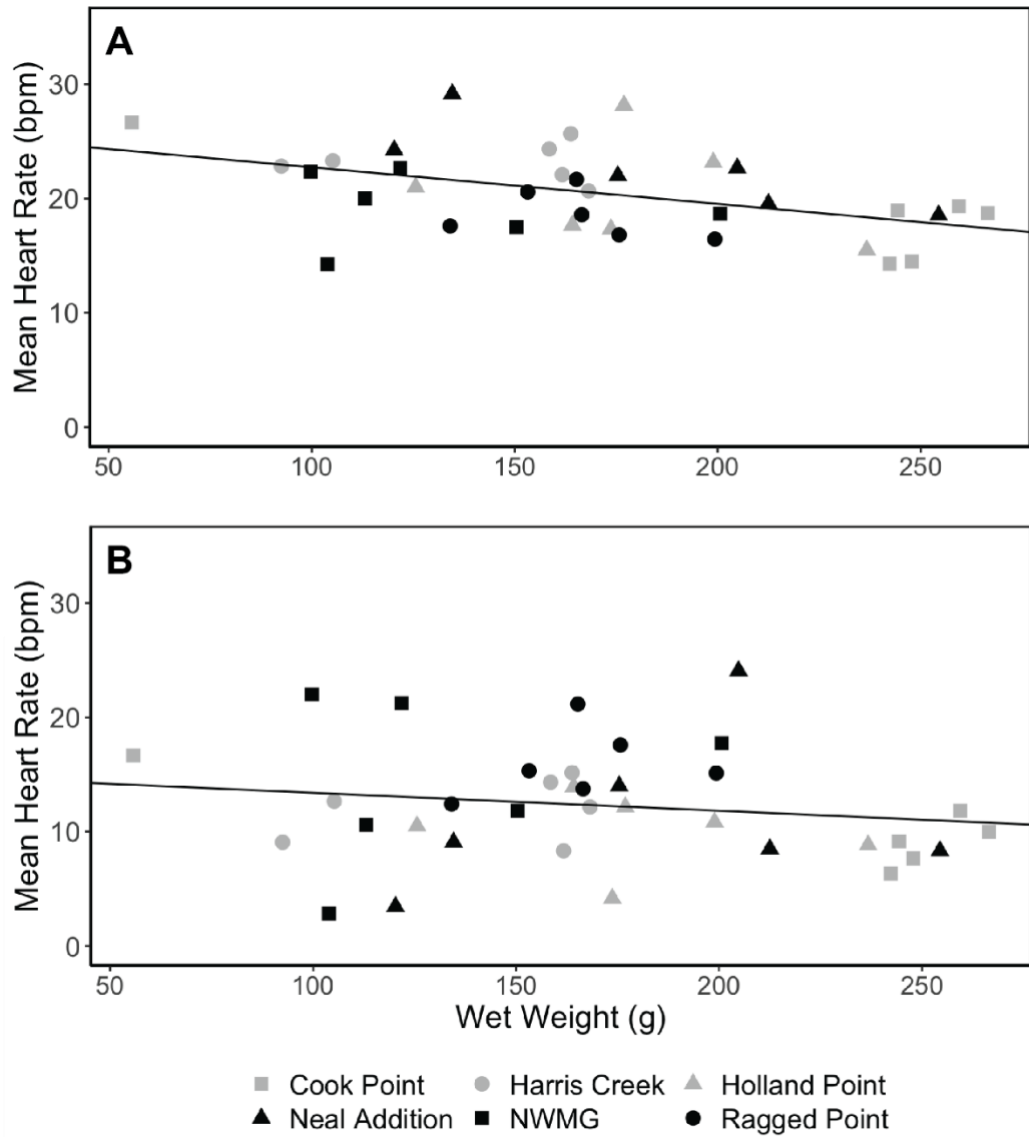 A
Mean Heart Rate (bpm)
30
20
10
0
50 100 150 200 250
B
Mean Heart Rate (bpm)
30
20
10
0
50 100 150 200 250
Wet Weight (g)
Cook Point Harris Creek Holland Point
Neal Addition NWMG Ragged Point